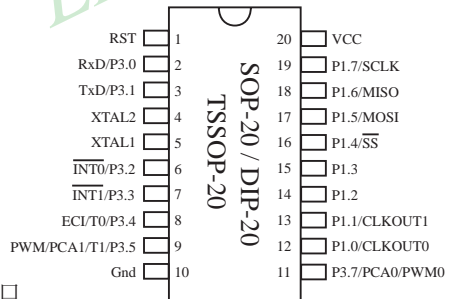 RST 1 20 VCC
RxD/P3.0 2 19 P1.7/SCLK
TxD/P3.1 3 18 P1.6/MISO
XTAL2 4 17 P1.5/MOSI
XTAL1 5 16 P1.4/S̅S̅
I̅N̅T̅0̅/P3.2 6 15 P1.3
I̅N̅T̅1̅/P3.3 7 14 P1.2
ECI/T0/P3.4 8 13 P1.1/CLKOUT1
PWM/PCA1/T1/P3.5 9 12 P1.0/CLKOUT0
Gnd 10 11 P3.7/PCA0/PWM0
SOP-20 / DIP-20
TSSOP-20